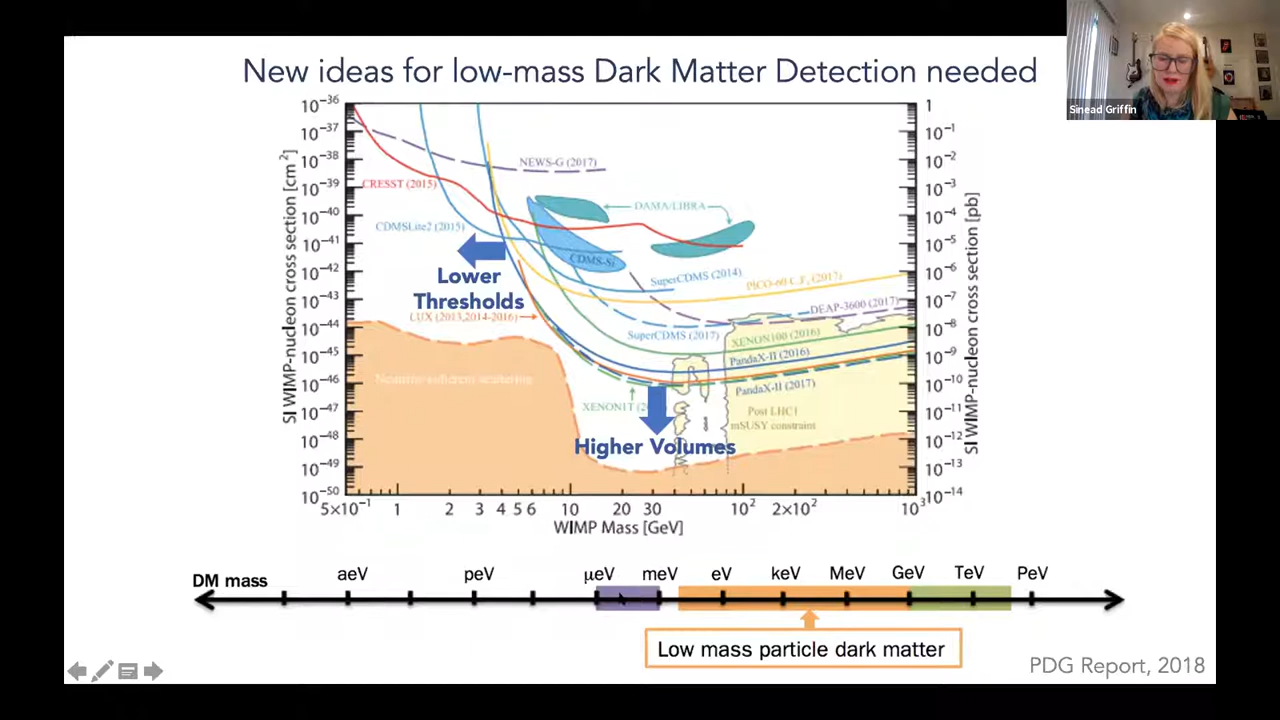 New ideas for low-mass Dark Matter Detection needed
Sinead Griffin
SI WIMP-nucleon cross section [cm²]
10⁻³⁶
10⁻³⁷
10⁻³⁸
10⁻³⁹
10⁻⁴⁰
10⁻⁴¹
10⁻⁴²
10⁻⁴³
10⁻⁴⁴
10⁻⁴⁵
10⁻⁴⁶
10⁻⁴⁷
10⁻⁴⁸
10⁻⁴⁹
10⁻⁵⁰
NEWS-G (2017)
CRESST (2015)
DAMA/LIBRA
CDMSLite2 (2015)
CDMS-Si
Lower
Thresholds
SuperCDMS (2014)
PICO-60 (2017)
DEAP-3600 (2017)
LUX (2013,2014-2016)
SuperCDMS (2017)
XENON100 (2016)
PandaX-II (2016)
Neutrino coherent scattering
PandaX-II (2017)
XENON1T
Post LHC1
mSUSY constraint
Higher Volumes
1
10⁻¹
10⁻²
10⁻³
10⁻⁴
10⁻⁵
10⁻⁶
10⁻⁷
10⁻⁸
10⁻⁹
10⁻¹⁰
10⁻¹¹
10⁻¹²
10⁻¹³
10⁻¹⁴
SI WIMP-nucleon cross section [pb]
5×10⁻¹ 1 2 3 4 5 6 10 20 30 10² 2×10² 10³
WIMP Mass [GeV]
DM mass aeV peV μeV meV eV keV MeV GeV TeV PeV
Low mass particle dark matter
PDG Report, 2018